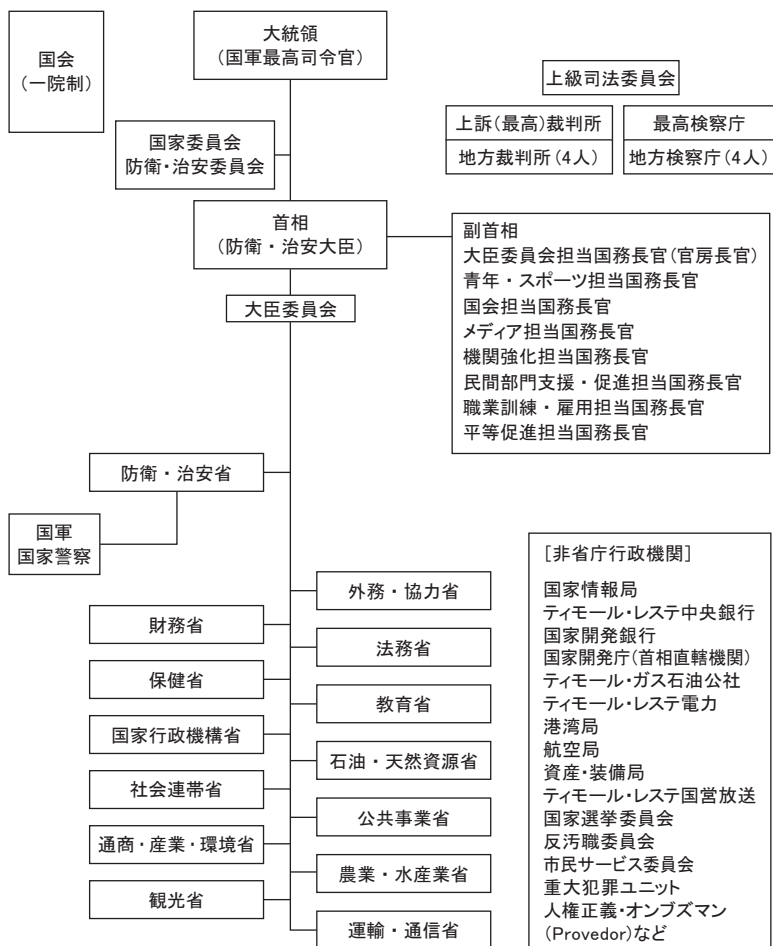 国会
(一院制)
大統領
(国軍最高司令官)
上級司法委員会
上訴(最高)裁判所
最高検察庁
地方裁判所(4人)
地方検察庁(4人)
国家委員会
防衛・治安委員会
首相
(防衛・治安大臣)
副首相
大臣委員会担当国務長官(官房長官)
青年・スポーツ担当国務長官
国会担当国務長官
メディア担当国務長官
機関強化担当国務長官
民間部門支援・促進担当国務長官
職業訓練・雇用担当国務長官
平等促進担当国務長官
大臣委員会
防衛・治安省
国軍
国家警察
外務・協力省
財務省
法務省
保健省
教育省
国家行政機構省
石油・天然資源省
社会連帯省
公共事業省
通商・産業・環境省
農業・水産業省
観光省
運輸・通信省
[非省庁行政機関]
国家情報局
ティモール・レステ中央銀行
国家開発銀行
国家開発庁(首相直轄機関)
ティモール・ガス石油公社
ティモール・レステ電力
港湾局
航空局
資産・装備局
ティモール・レステ国営放送
国家選挙委員会
反汚職委員会
市民サービス委員会
重大犯罪ユニット
人権正義・オンブズマン
(Provedor)など